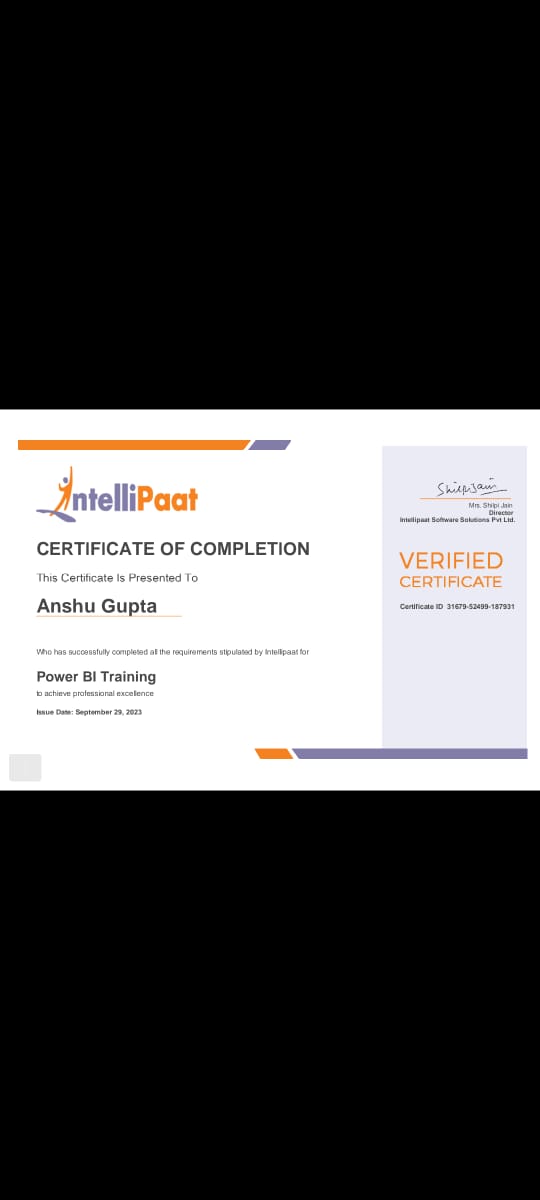 IntelliPaat
CERTIFICATE OF COMPLETION
This Certificate Is Presented To
Anshu Gupta
Who has successfully completed all the requirements stipulated by Intellipaat for
Power BI Training
to achieve professional excellence
Issue Date: September 29, 2023
Shilpi Jain
Mrs. Shilpi Jain
Director
Intellipaat Software Solutions Pvt Ltd.
VERIFIED
CERTIFICATE
Certificate ID 31679-52499-187931